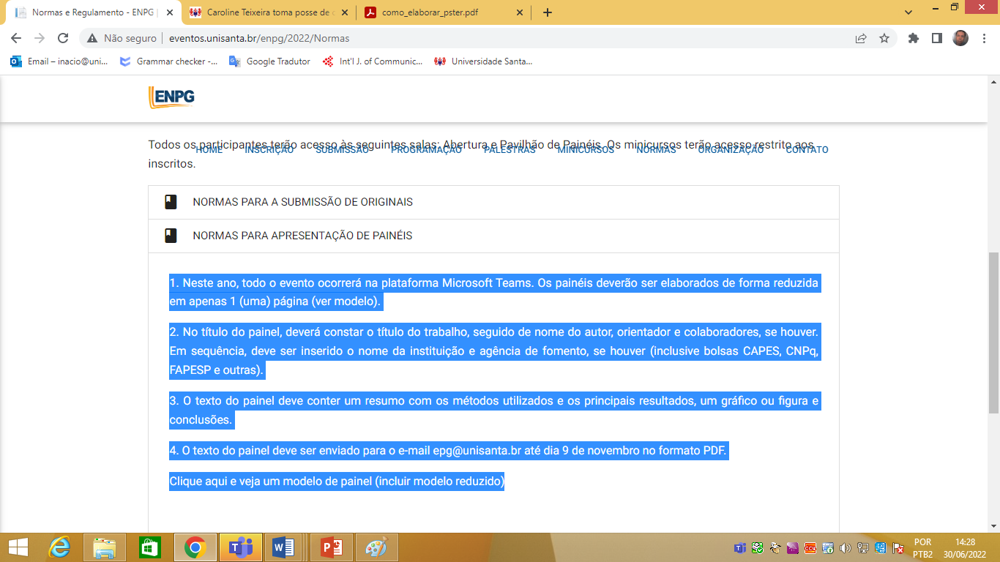 Normas e Regulamento - ENPG |
Caroline Teixeira toma posse de c
como_elaborar_pster.pdf
Não seguro
eventos.unisanta.br/enpg/2022/Normas
Email – inacio@uni...
Grammar checker -...
Google Tradutor
Int'l J. of Communic...
Universidade Santa...
ENPG
Todos os participantes terão acesso às seguintes salas: Abertura e Pavilhão de Painéis. Os minicursos terão acesso restrito aos
HOME INSCRIÇÃO SUBMISSÃO PROGRAMAÇÃO PALESTRAS MINICURSOS NORMAS ORGANIZAÇÃO CONTATO
inscritos.
NORMAS PARA A SUBMISSÃO DE ORIGINAIS
NORMAS PARA APRESENTAÇÃO DE PAINÉIS
1. Neste ano, todo o evento ocorrerá na plataforma Microsoft Teams. Os painéis deverão ser elaborados de forma reduzida
em apenas 1 (uma) página (ver modelo).
2. No título do painel, deverá constar o título do trabalho, seguido de nome do autor, orientador e colaboradores, se houver.
Em sequência, deve ser inserido o nome da instituição e agência de fomento, se houver (inclusive bolsas CAPES, CNPq,
FAPESP e outras).
3. O texto do painel deve conter um resumo com os métodos utilizados e os principais resultados, um gráfico ou figura e
conclusões.
4. O texto do painel deve ser enviado para o e-mail epg@unisanta.br até dia 9 de novembro no formato PDF.
Clique aqui e veja um modelo de painel (incluir modelo reduzido)
POR
PTB2
14:28
30/06/2022